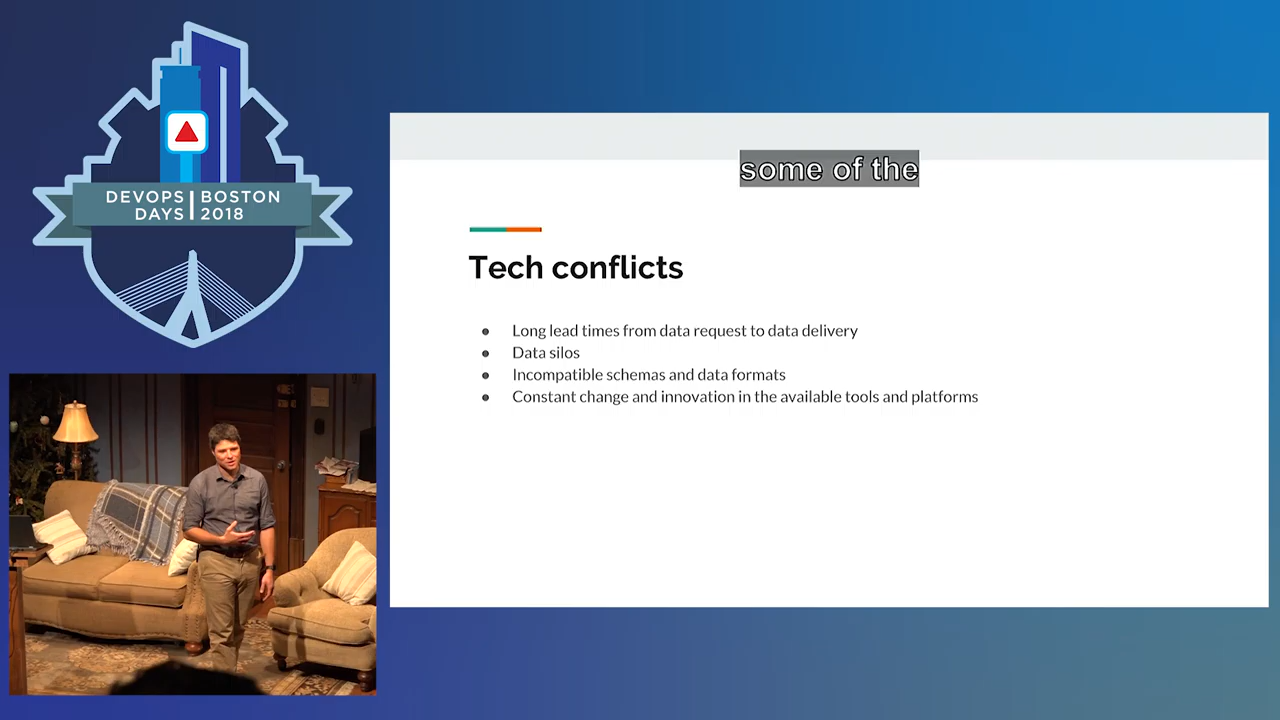 DEVOPS BOSTON
DAYS 2018
some of the
Tech conflicts
Long lead times from data request to data delivery
Data silos
Incompatible schemas and data formats
Constant change and innovation in the available tools and platforms